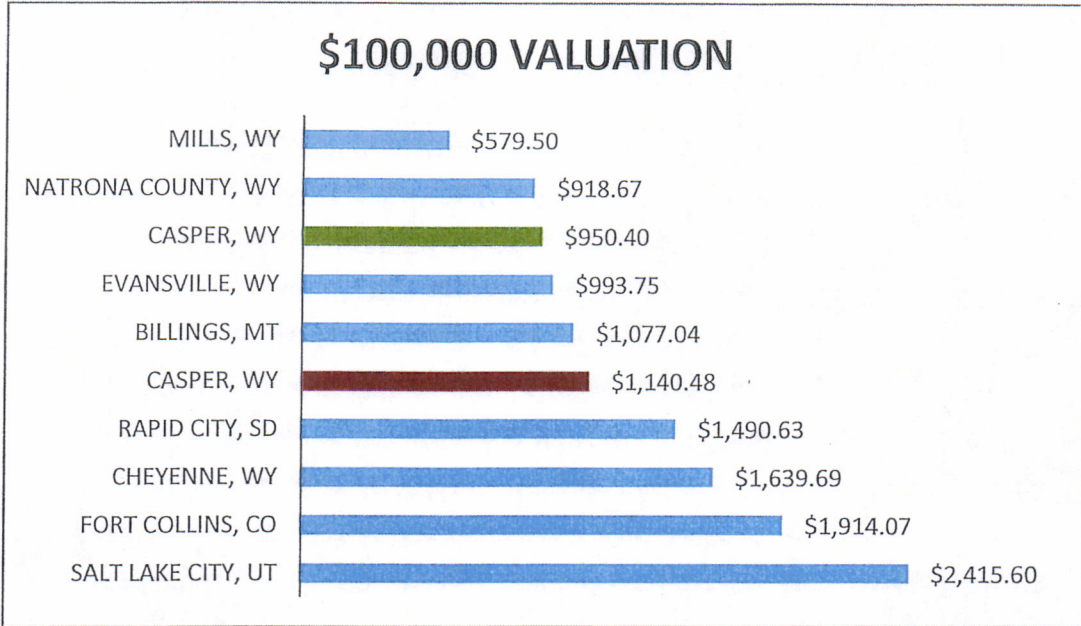 $100,000 VALUATION
MILLS, WY $579.50
NATRONA COUNTY, WY $918.67
CASPER, WY $950.40
EVANSVILLE, WY $993.75
BILLINGS, MT $1,077.04
CASPER, WY $1,140.48
RAPID CITY, SD $1,490.63
CHEYENNE, WY $1,639.69
FORT COLLINS, CO $1,914.07
SALT LAKE CITY, UT $2,415.60